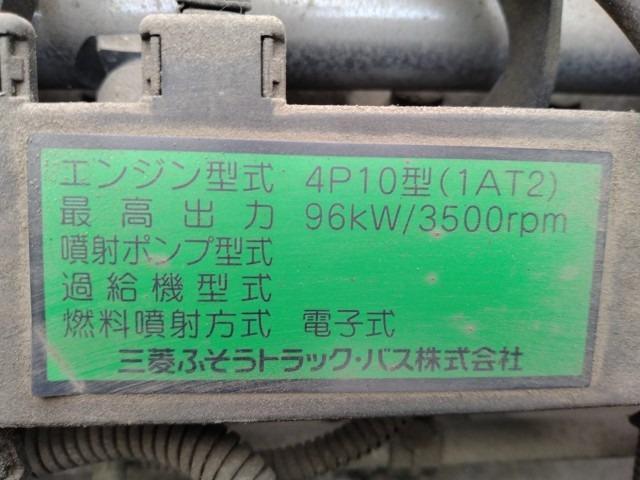 エンジン型式 4P10型(1AT2)
最高出力 96kW/3500rpm
噴射ポンプ型式
過給機型式
燃料噴射方式 電子式
三菱ふそうトラック・バス株式会社